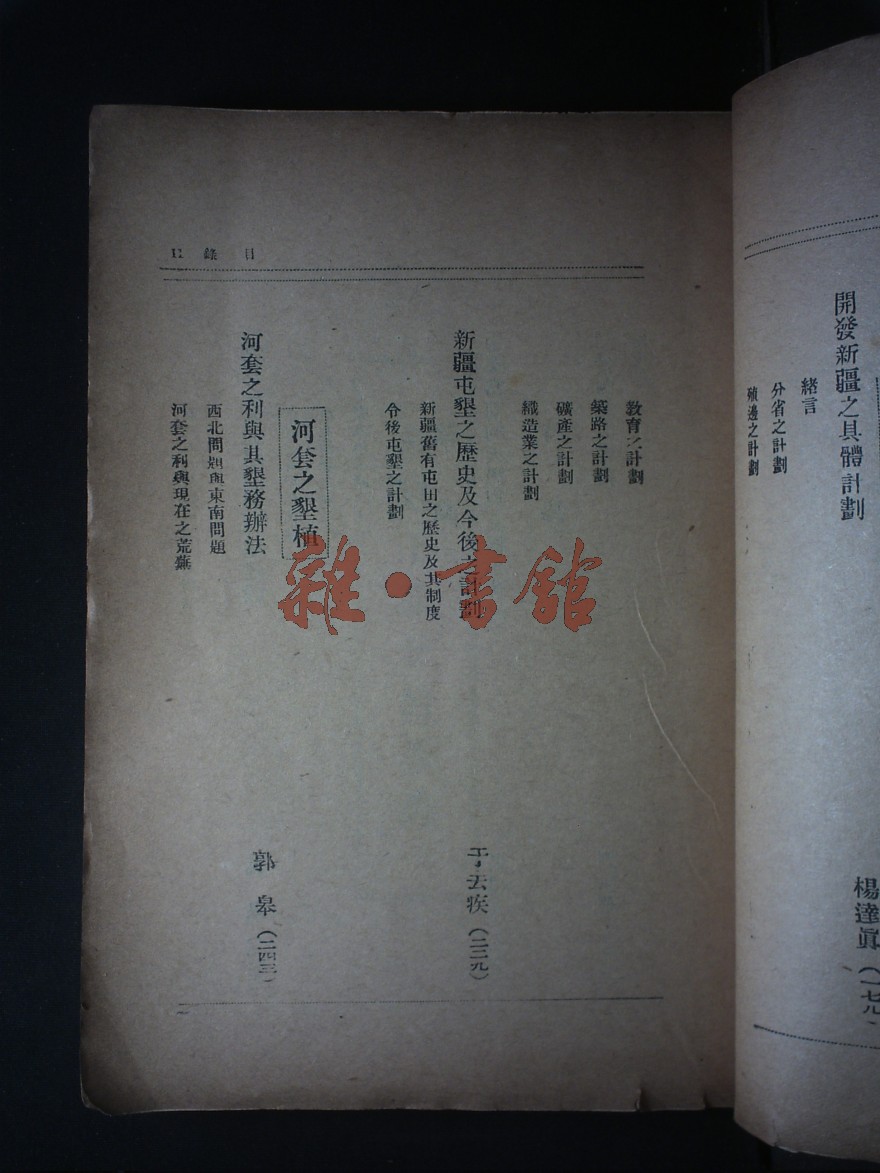 開發新疆之具體計劃
楊達眞（一七九）
緒言
分省之計劃
殖邊之計劃
目錄
教育之計劃
築路之計劃
礦產之計劃
織造業之計劃
新疆屯墾之歷史及今後之計劃
于去疾（二二九）
新疆舊有屯田之歷史及其制度
令後屯墾之計劃
河套之墾植
河套之利與其墾務辦法
郭皋（二四三）
西北問題與東南問題
河套之利與現在之荒蕪
雜·書館